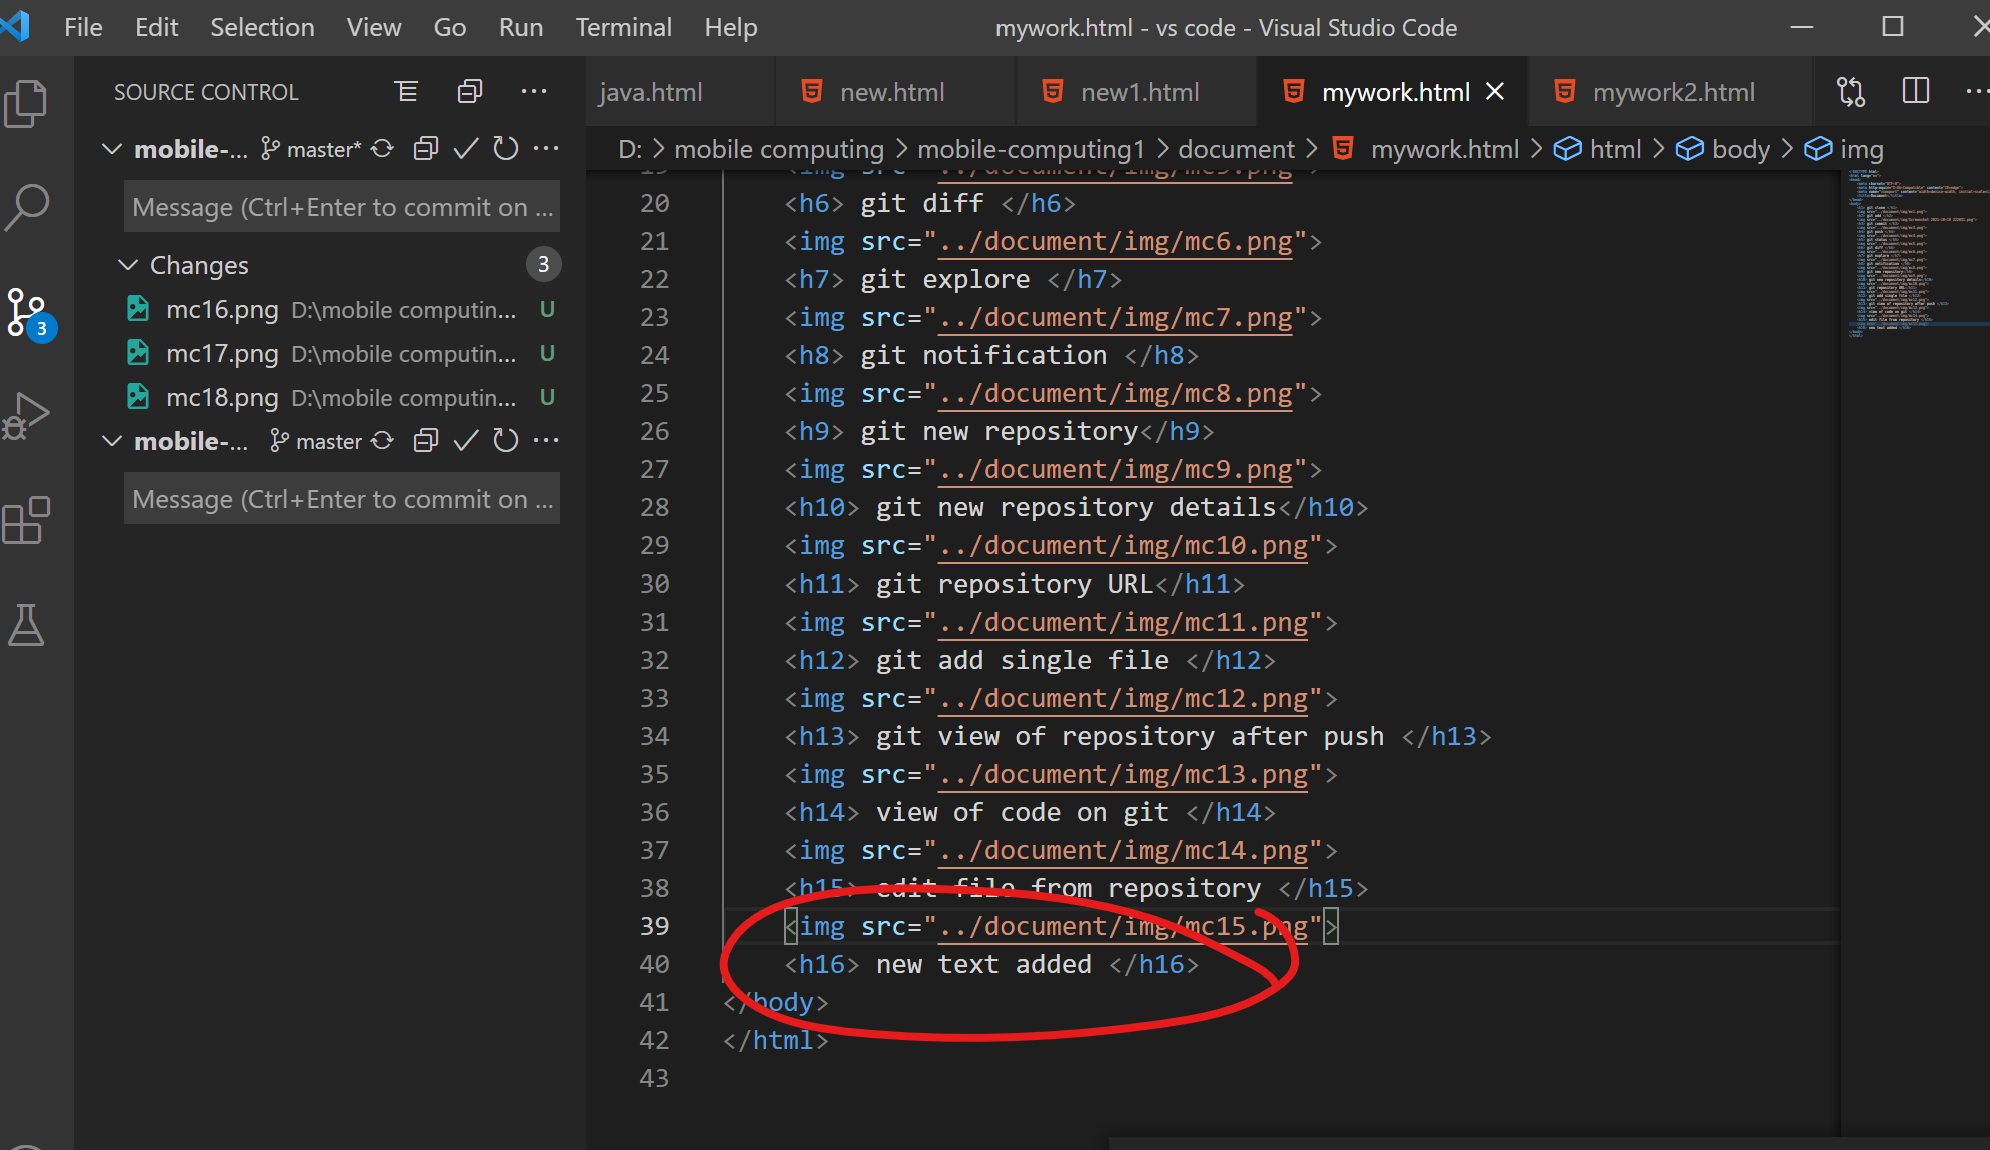 File Edit Selection View Go Run Terminal Help
mywork.html - vs code - Visual Studio Code
SOURCE CONTROL
mobile-... master*
Message (Ctrl+Enter to commit on ...
Changes 3
mc16.png D:\mobile computin... U
mc17.png D:\mobile computin... U
mc18.png D:\mobile computin... U
3
mobile-... master
Message (Ctrl+Enter to commit on ...
java.html new.html new1.html mywork.html mywork2.html
D: > mobile computing > mobile-computing1 > document > mywork.html > html > body > img
20 <h6> git diff </h6>
21 <img src="../document/img/mc6.png">
22 <h7> git explore </h7>
23 <img src="../document/img/mc7.png">
24 <h8> git notification </h8>
25 <img src="../document/img/mc8.png">
26 <h9> git new repository</h9>
27 <img src="../document/img/mc9.png">
28 <h10> git new repository details</h10>
29 <img src="../document/img/mc10.png">
30 <h11> git repository URL</h11>
31 <img src="../document/img/mc11.png">
32 <h12> git add single file </h12>
33 <img src="../document/img/mc12.png">
34 <h13> git view of repository after push </h13>
35 <img src="../document/img/mc13.png">
36 <h14> view of code on git </h14>
37 <img src="../document/img/mc14.png">
38 <h15> edit file from repository </h15>
39 <img src="../document/img/mc15.png">
40 <h16> new text added </h16>
41 </body>
42 </html>
43